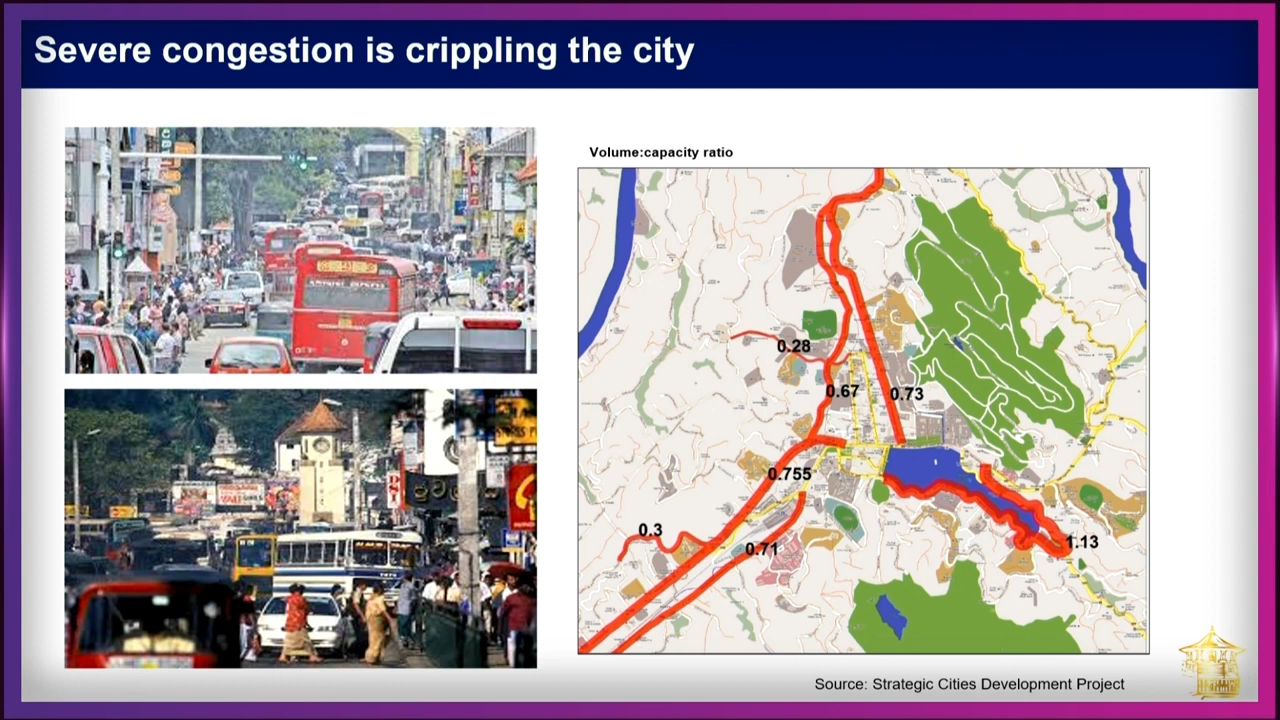 Severe congestion is crippling the city
Volume:capacity ratio
0.28
0.67
0.73
0.755
0.3
0.71
1.13
Source: Strategic Cities Development Project